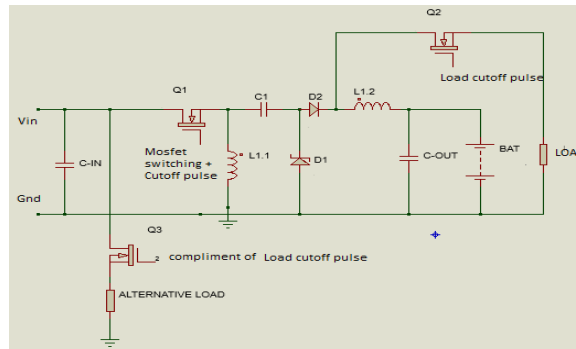 Q2
Load cutoff pulse
Q1
C1
D2
L1.2
Vin
Mosfet
switching +
Cutoff pulse
C-IN
L1.1
D1
C-OUT
BAT
LOA
Gnd
Q3
2
compliment of Load cutoff pulse
ALTERNATIVE LOAD